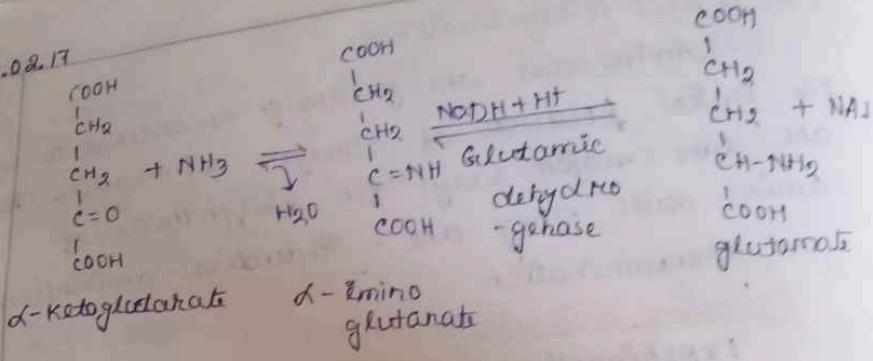 .02.17
COOH
CH2
CH2 + NH3 ⇌
C=O H2O
COOH
α-Ketoglutarate
COOH
CH2
CH2
C=NH
COOH
α-imino
glutarate
NADH + H+
Glutamic
dehydro
-genase
COOH
CH2
CH2 + NAD
CH-NH2
COOH
glutamate